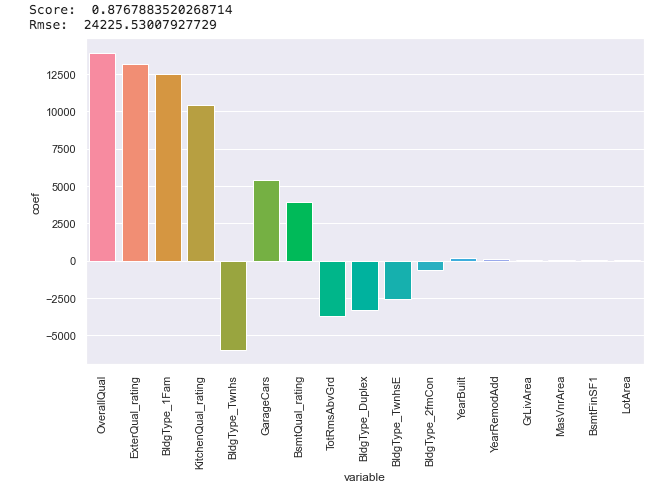 Score:  0.8767883520268714
Rmse:  24225.53007927729
12500
10000
7500
5000
2500
0
−2500
−5000
coef
OverallQual
ExterQual_rating
BldgType_1Fam
KitchenQual_rating
BldgType_Twnhs
GarageCars
BsmtQual_rating
TotRmsAbvGrd
BldgType_Duplex
BldgType_TwnhsE
BldgType_2fmCon
YearBuilt
YearRemodAdd
GrLivArea
MasVnrArea
BsmtFinSF1
LotArea
variable